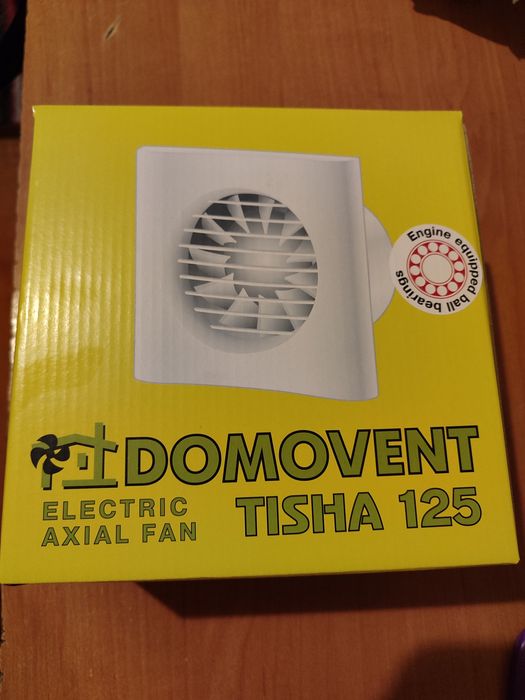 Engine equipped ball bearings
DOMOVENT
ELECTRIC
AXIAL FAN
TISHA 125